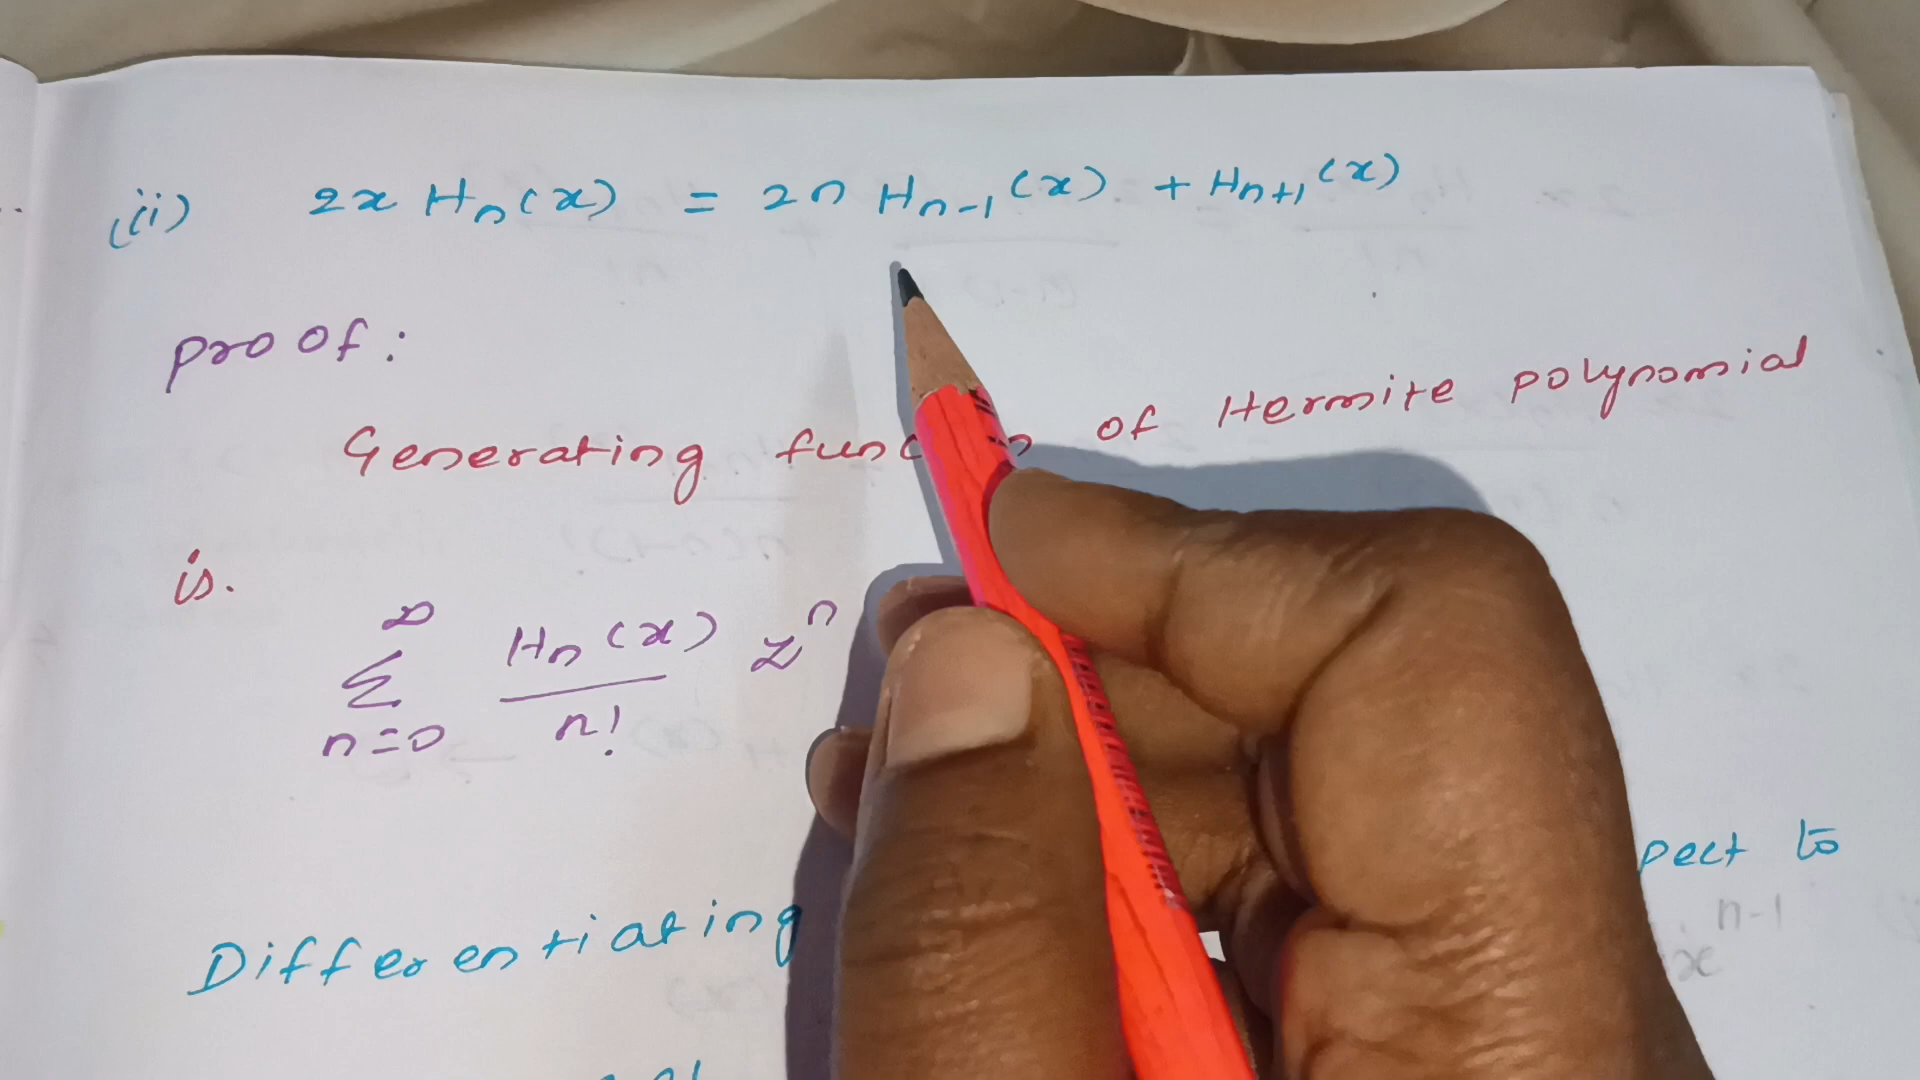 (ii) 2x Hₙ(x) = 2n Hₙ₋₁(x) + Hₙ₊₁(x)
Proof:
Generating of Hermite polynomial
is.
∞
Σ Hₙ(x)/n! zⁿ
n=0
pect to
n-1
x
Differentiating